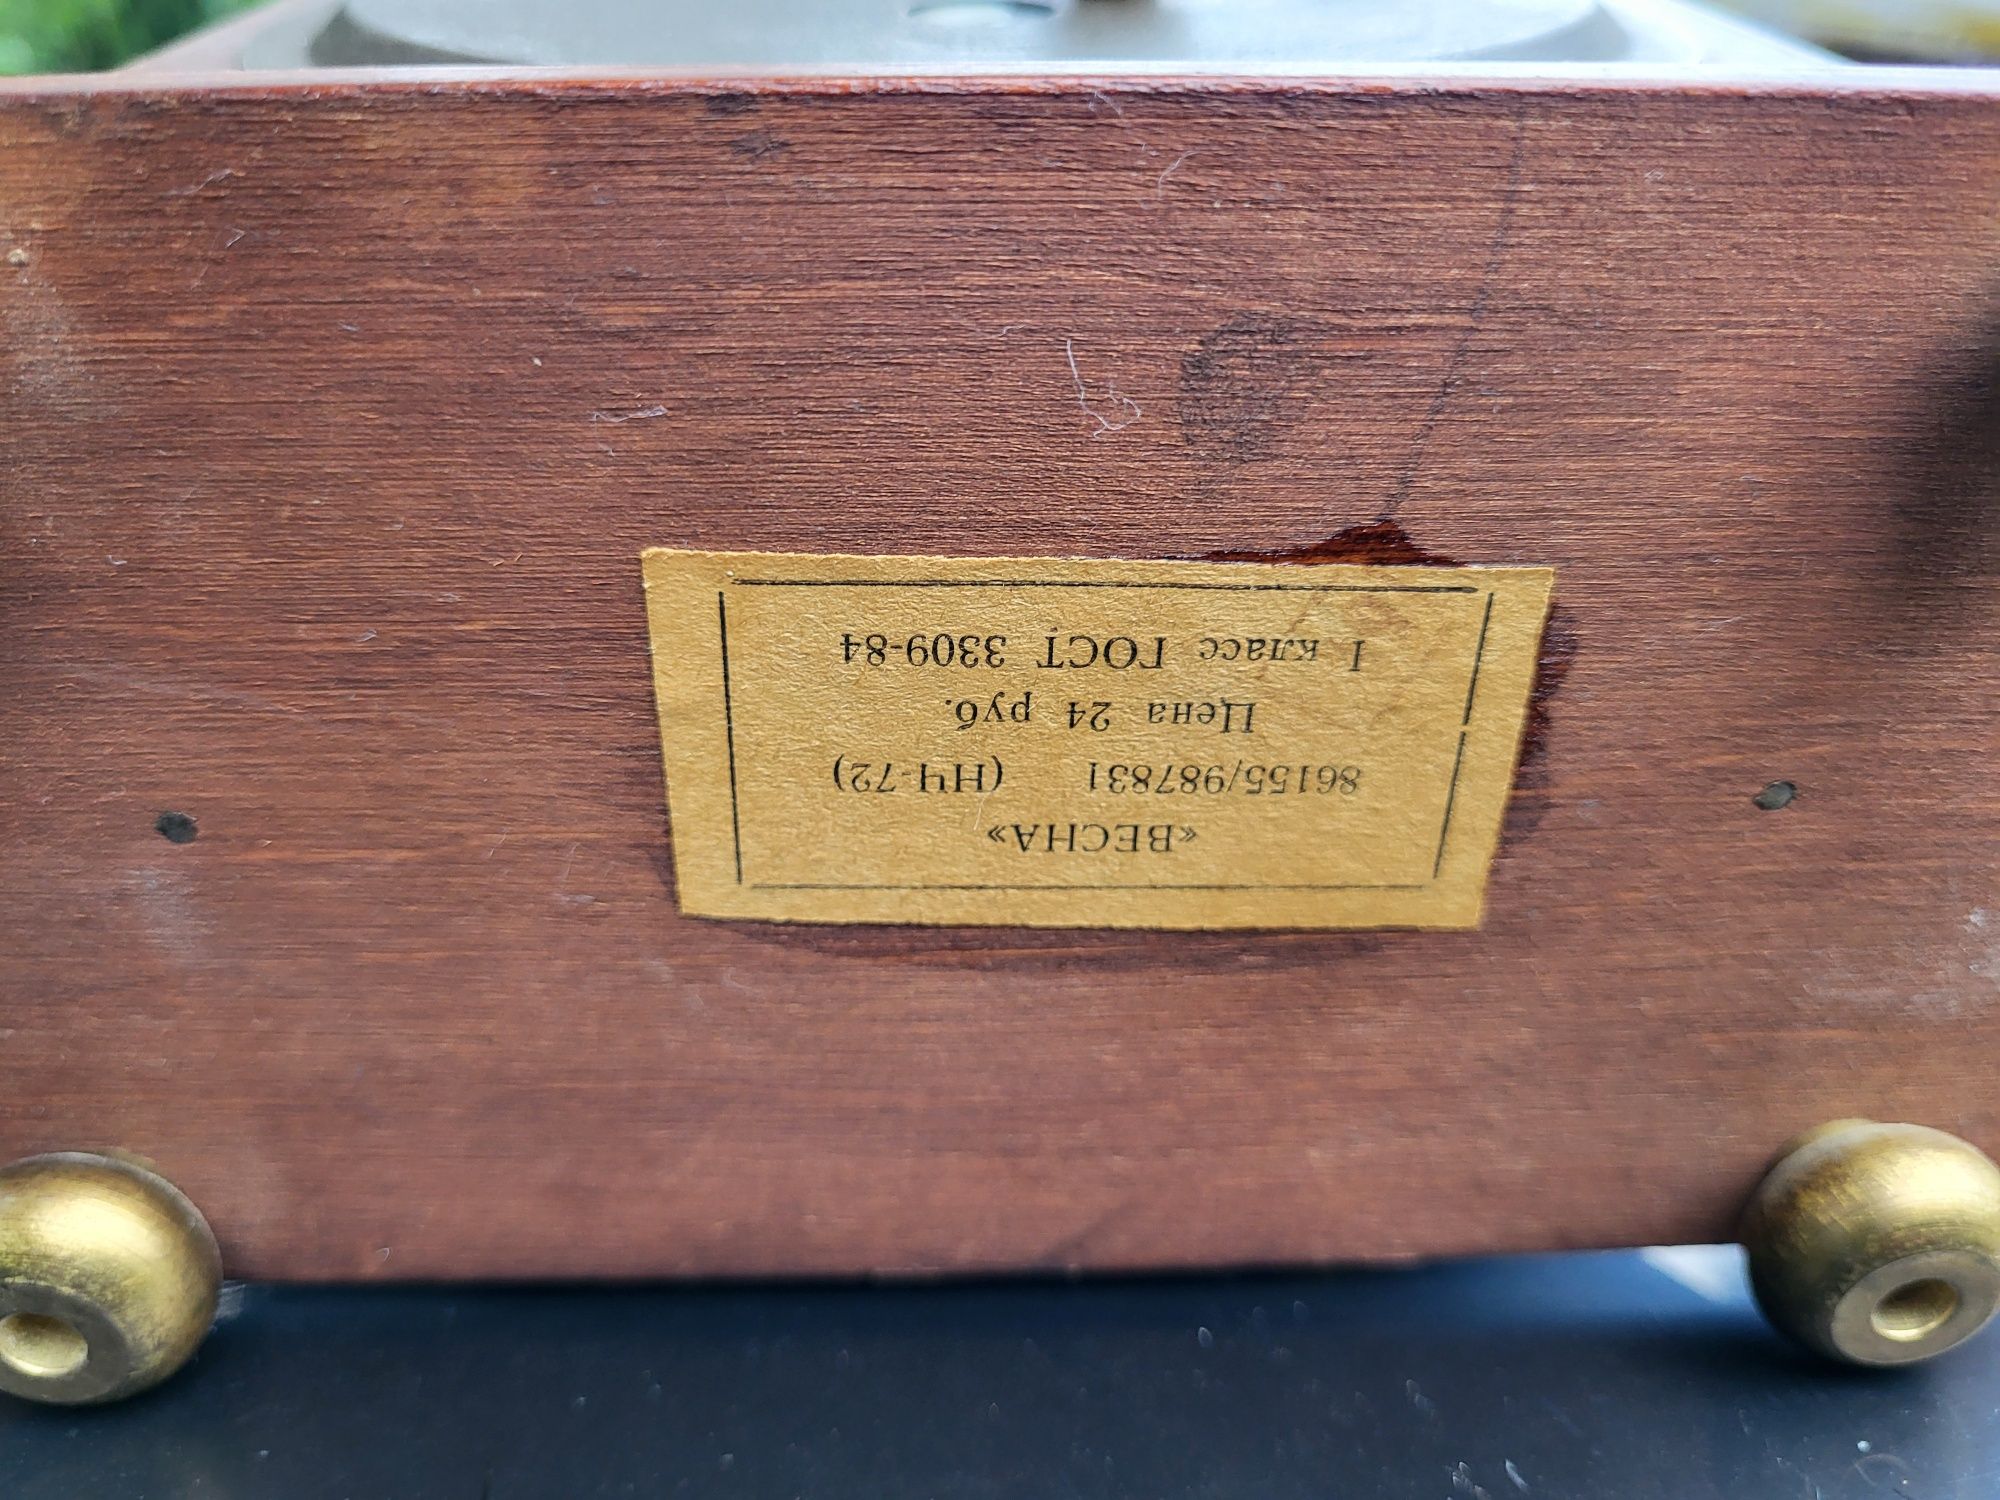 «ВЕСНА»
86155/987831 (НЧ-72)
Цена 24 руб.
I класс ГОСТ 3309-84